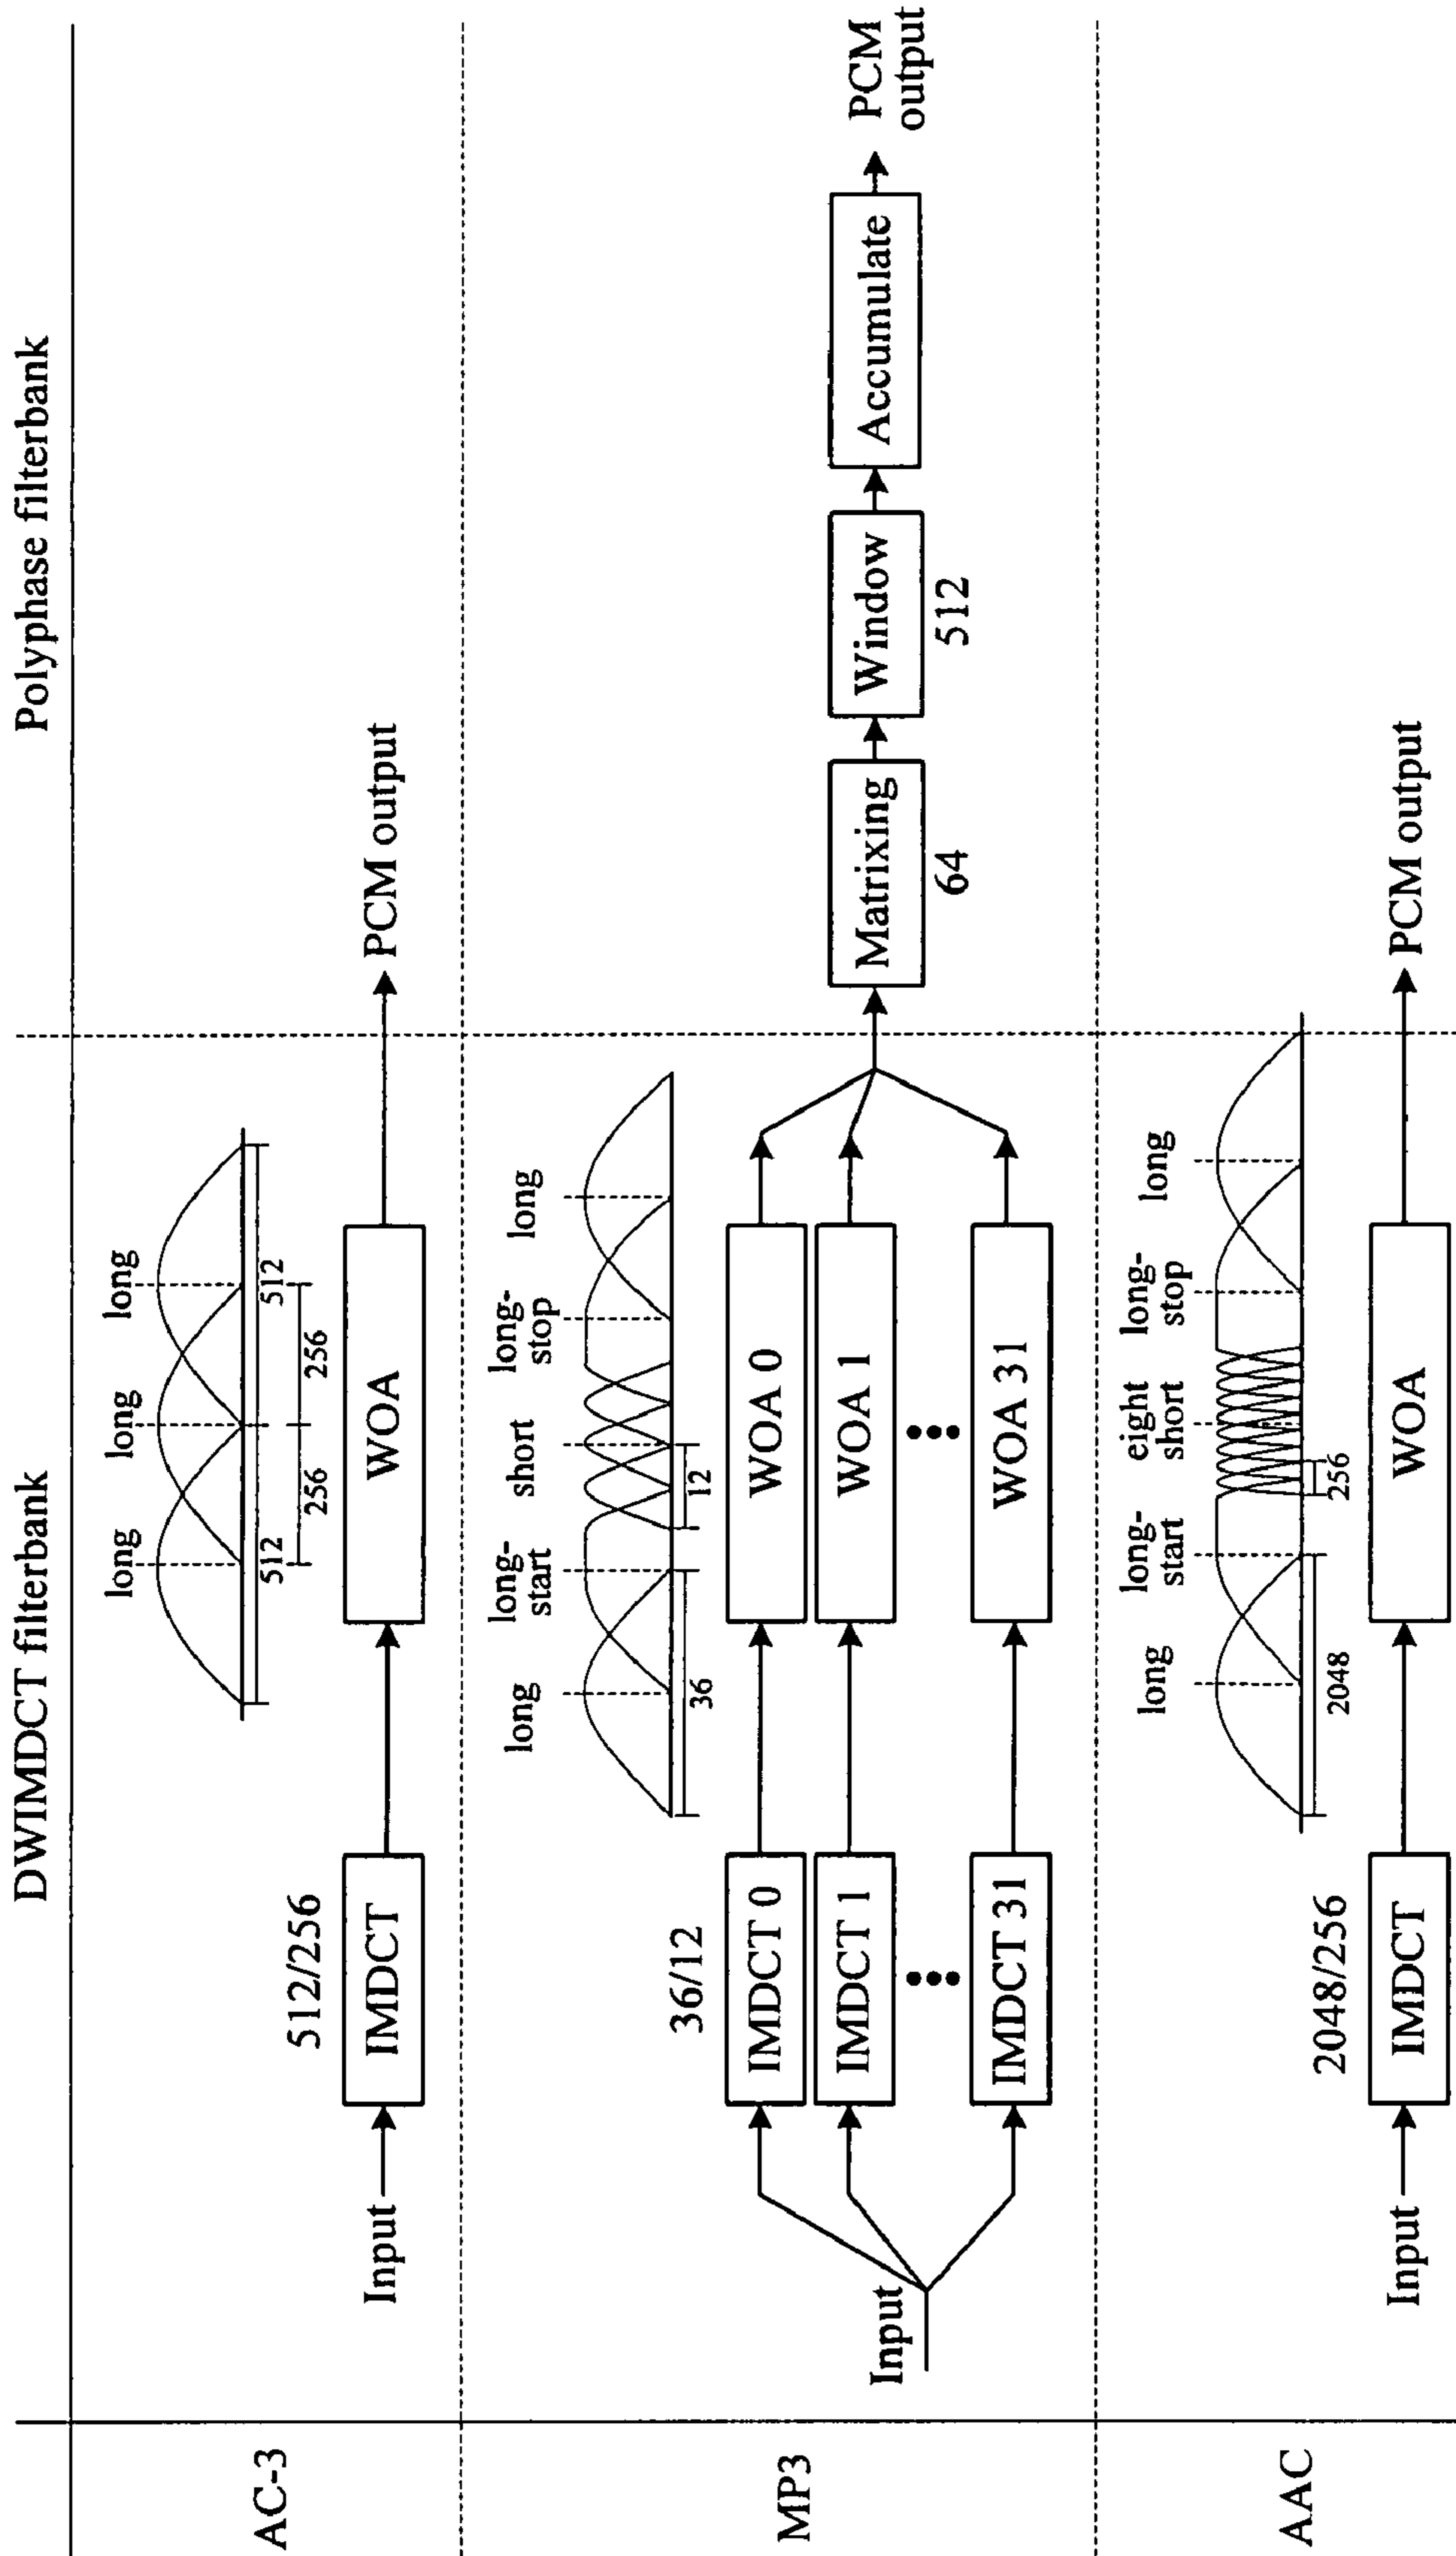 DWIMDCT filterbank
Polyphase filterbank
AC-3
Input
512/256
IMDCT
long
long
long
512
512
256
256
WOA
PCM output
MP3
Input
36/12
IMDCT 0
IMDCT 1
IMDCT 31
long
long-
start
short
long-
stop
long
36
12
WOA 0
WOA 1
WOA 31
Matrixing
64
Window
512
Accumulate
PCM
output
AAC
Input
2048/256
IMDCT
long
long-
start
eight
short
long-
stop
long
2048
256
WOA
PCM output